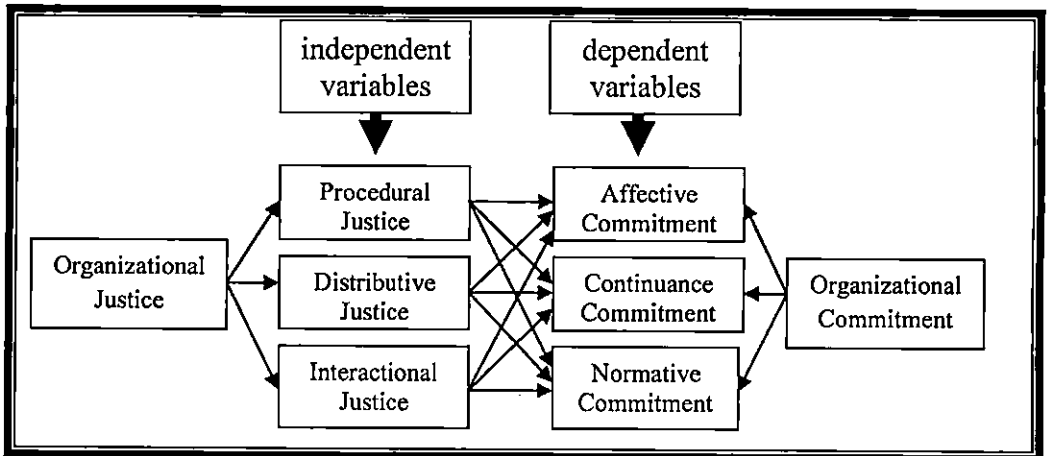 independent
variables
dependent
variables
Procedural
Justice
Affective
Commitment
Organizational
Justice
Distributive
Justice
Continuance
Commitment
Organizational
Commitment
Interactional
Justice
Normative
Commitment